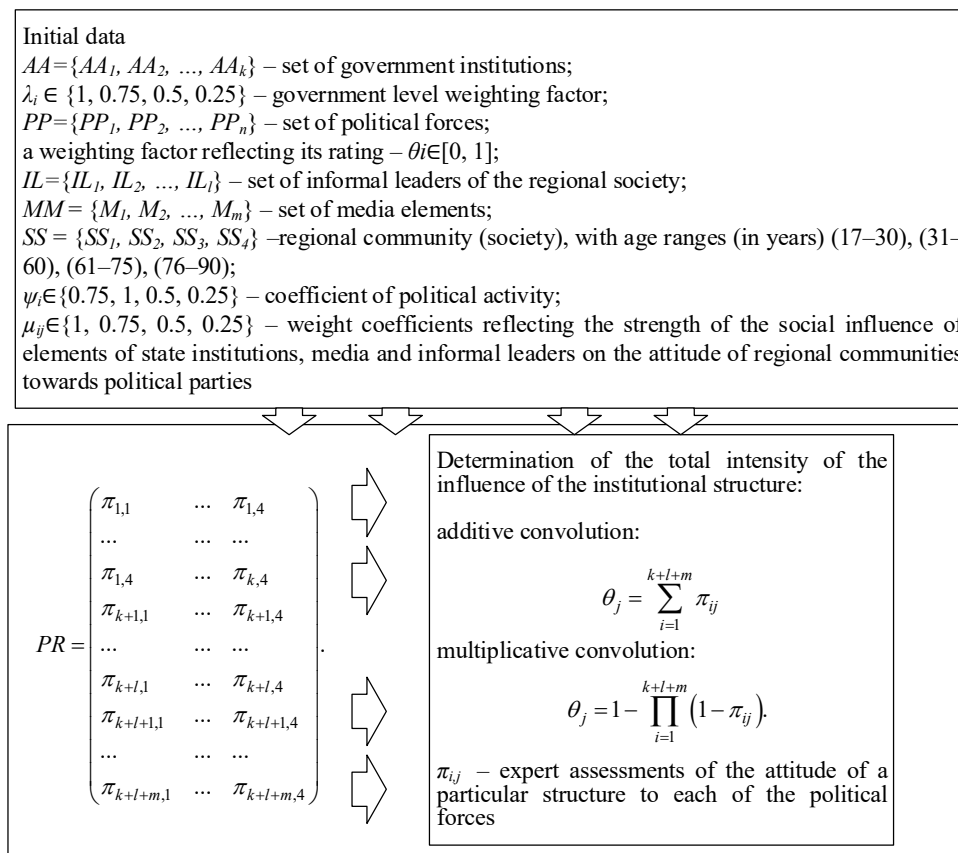 Initial data
AA={AA₁, AA₂, ..., AAₖ} – set of government institutions;
λᵢ ∈ {1, 0.75, 0.5, 0.25} – government level weighting factor;
PP={PP₁, PP₂, ..., PPₙ} – set of political forces;
a weighting factor reflecting its rating – θi∈[0, 1];
IL={IL₁, IL₂, ..., ILₗ} – set of informal leaders of the regional society;
MM = {M₁, M₂, ..., Mₘ} – set of media elements;
SS = {SS₁, SS₂, SS₃, SS₄} –regional community (society), with age ranges (in years) (17–30), (31–
60), (61–75), (76–90);
ψᵢ∈{0.75, 1, 0.5, 0.25} – coefficient of political activity;
μᵢⱼ∈{1, 0.75, 0.5, 0.25} – weight coefficients reflecting the strength of the social influence of
elements of state institutions, media and informal leaders on the attitude of regional communities
towards political parties
PR =
π₁,₁ ... π₁,₄
... ... ...
π₁,₄ ... πₖ,₄
πₖ₊₁,₁ ... πₖ₊₁,₄
... ... ...
πₖ₊ₗ,₁ ... πₖ₊ₗ,₄
πₖ₊ₗ₊₁,₁ ... πₖ₊ₗ₊₁,₄
... ... ...
πₖ₊ₗ₊ₘ,₁ ... πₖ₊ₗ₊ₘ,₄
.
Determination of the total intensity of the
influence of the institutional structure:
additive convolution:
θⱼ = ∑_{i=1}^{k+l+m} πᵢⱼ
multiplicative convolution:
θⱼ = 1 − ∏_{i=1}^{k+l+m} (1 − πᵢⱼ).
πᵢ,ⱼ – expert assessments of the attitude of a
particular structure to each of the political
forces